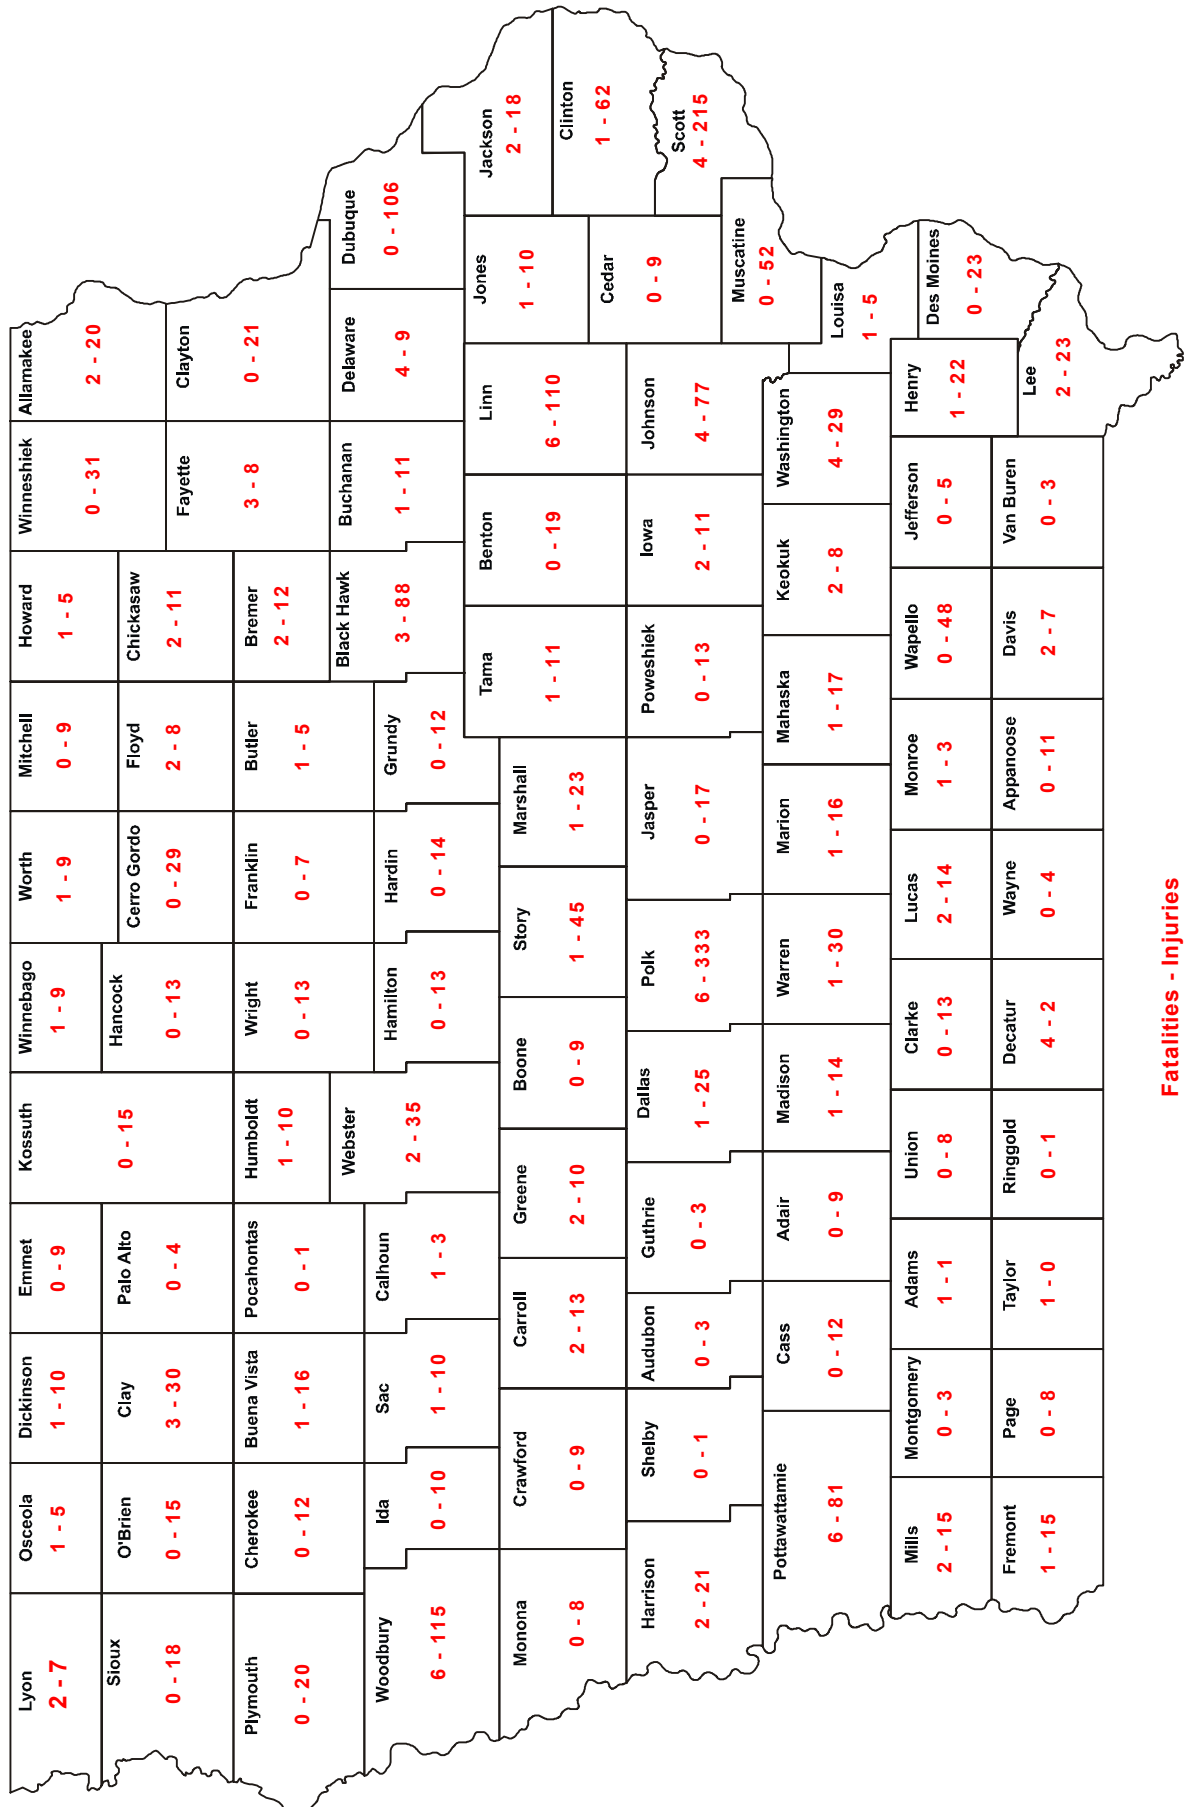 Lyon
2 - 7
Osceola
1 - 5
Dickinson
1 - 10
Emmet
0 - 9
Kossuth
0 - 15
Winnebago
1 - 9
Worth
1 - 9
Mitchell
0 - 9
Howard
1 - 5
Winneshiek
0 - 31
Allamakee
2 - 20
Sioux
0 - 18
O'Brien
0 - 15
Clay
3 - 30
Palo Alto
0 - 4
Hancock
0 - 13
Cerro Gordo
0 - 29
Floyd
2 - 8
Chickasaw
2 - 11
Fayette
3 - 8
Clayton
0 - 21
Plymouth
0 - 20
Cherokee
0 - 12
Buena Vista
1 - 16
Pocahontas
0 - 1
Humboldt
1 - 10
Wright
0 - 13
Franklin
0 - 7
Butler
1 - 5
Bremer
2 - 12
Woodbury
6 - 115
Ida
0 - 10
Sac
1 - 10
Calhoun
1 - 3
Webster
2 - 35
Hamilton
0 - 13
Hardin
0 - 14
Grundy
0 - 12
Black Hawk
3 - 88
Buchanan
1 - 11
Delaware
4 - 9
Dubuque
0 - 106
Monona
0 - 8
Crawford
0 - 9
Carroll
2 - 13
Greene
2 - 10
Boone
0 - 9
Story
1 - 45
Marshall
1 - 23
Tama
1 - 11
Benton
0 - 19
Linn
6 - 110
Jones
1 - 10
Jackson
2 - 18
Clinton
1 - 62
Harrison
2 - 21
Shelby
0 - 1
Audubon
0 - 3
Guthrie
0 - 3
Dallas
1 - 25
Polk
6 - 333
Jasper
0 - 17
Poweshiek
0 - 13
Iowa
2 - 11
Johnson
4 - 77
Cedar
0 - 9
Scott
4 - 215
Muscatine
0 - 52
Pottawattamie
6 - 81
Cass
0 - 12
Adair
0 - 9
Madison
1 - 14
Warren
1 - 30
Marion
1 - 16
Mahaska
1 - 17
Keokuk
2 - 8
Washington
4 - 29
Louisa
1 - 5
Mills
2 - 15
Montgomery
0 - 3
Adams
1 - 1
Union
0 - 8
Clarke
0 - 13
Lucas
2 - 14
Monroe
1 - 3
Wapello
0 - 48
Jefferson
0 - 5
Henry
1 - 22
Des Moines
0 - 23
Fremont
1 - 15
Page
0 - 8
Taylor
1 - 0
Ringgold
0 - 1
Decatur
4 - 2
Wayne
0 - 4
Appanoose
0 - 11
Davis
2 - 7
Van Buren
0 - 3
Lee
2 - 23
Fatalities - Injuries